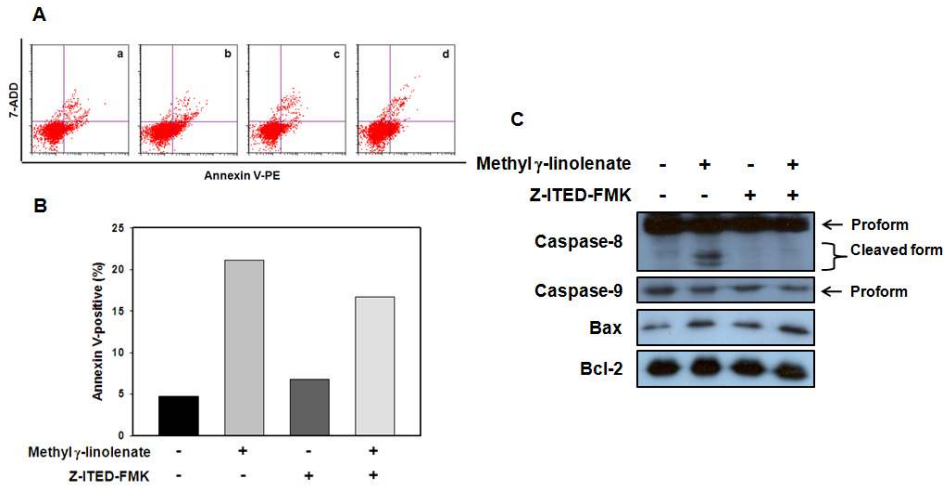 A
a b c d
7-ADD
Annexin V-PE
B
25
20
15
10
5
0
Annexin V-positive (%)
Methyl γ-linolenate - + - +
Z-ITED-FMK - - + +
C
Methyl γ-linolenate - + - +
Z-ITED-FMK - - + +
Caspase-8 ← Proform
Cleaved form
Caspase-9 ← Proform
Bax
Bcl-2